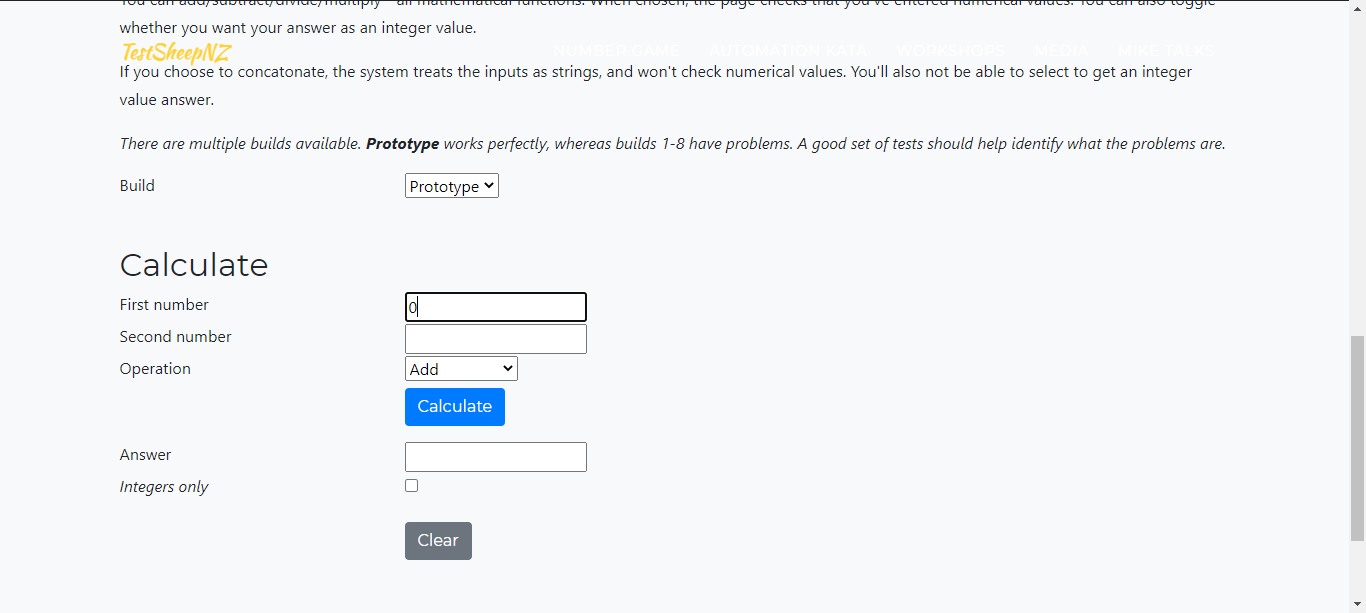 You can add/subtract/divide/multiply - all mathematical functions. When chosen, the page checks that you've entered numerical values. You can also toggle
whether you want your answer as an integer value.
TestSheepNZ NUMBER GAME AUTOMATION KATA WORKSHOPS MEDIA MIKE TALKS
If you choose to concatonate, the system treats the inputs as strings, and won't check numerical values. You'll also not be able to select to get an integer
value answer.
There are multiple builds available. Prototype works perfectly, whereas builds 1-8 have problems. A good set of tests should help identify what the problems are.
Build Prototype
Calculate
First number 0
Second number
Operation Add
Calculate
Answer
Integers only
Clear